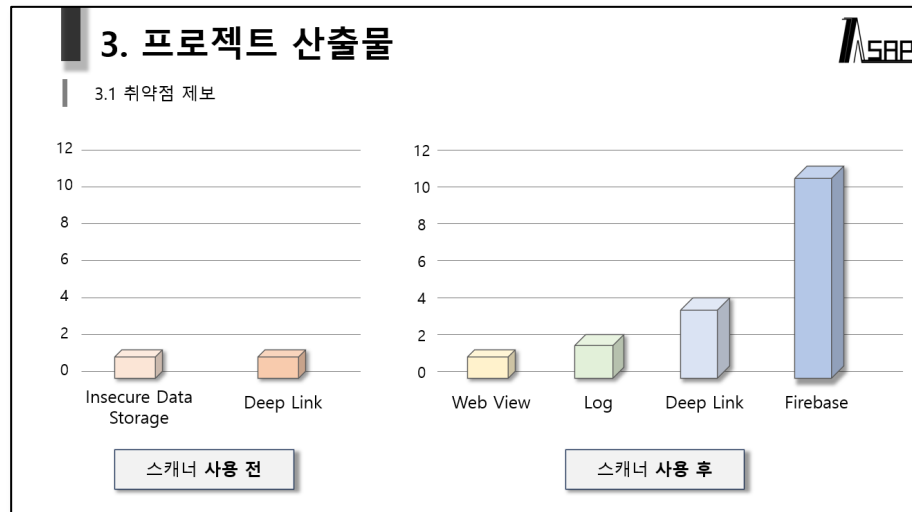 3. 프로젝트 산출물
ASAP
3.1 취약점 제보
12
10
8
6
4
2
0
Insecure Data
Storage
Deep Link
스캐너 사용 전
12
10
8
6
4
2
0
Web View
Log
Deep Link
Firebase
스캐너 사용 후